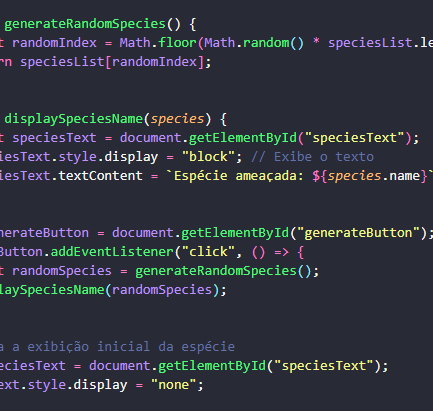 generateRandomSpecies() {
t randomIndex = Math.floor(Math.random() * speciesList.le
rn speciesList[randomIndex];
displaySpeciesName(species) {
t speciesText = document.getElementById("speciesText");
iesText.style.display = "block"; // Exibe o texto
iesText.textContent = `Espécie ameaçada: ${species.name}`
nerateButton = document.getElementById("generateButton");
Button.addEventListener("click", () => {
t randomSpecies = generateRandomSpecies();
laySpeciesName(randomSpecies);
a a exibição inicial da espécie
eciesText = document.getElementById("speciesText");
ext.style.display = "none";